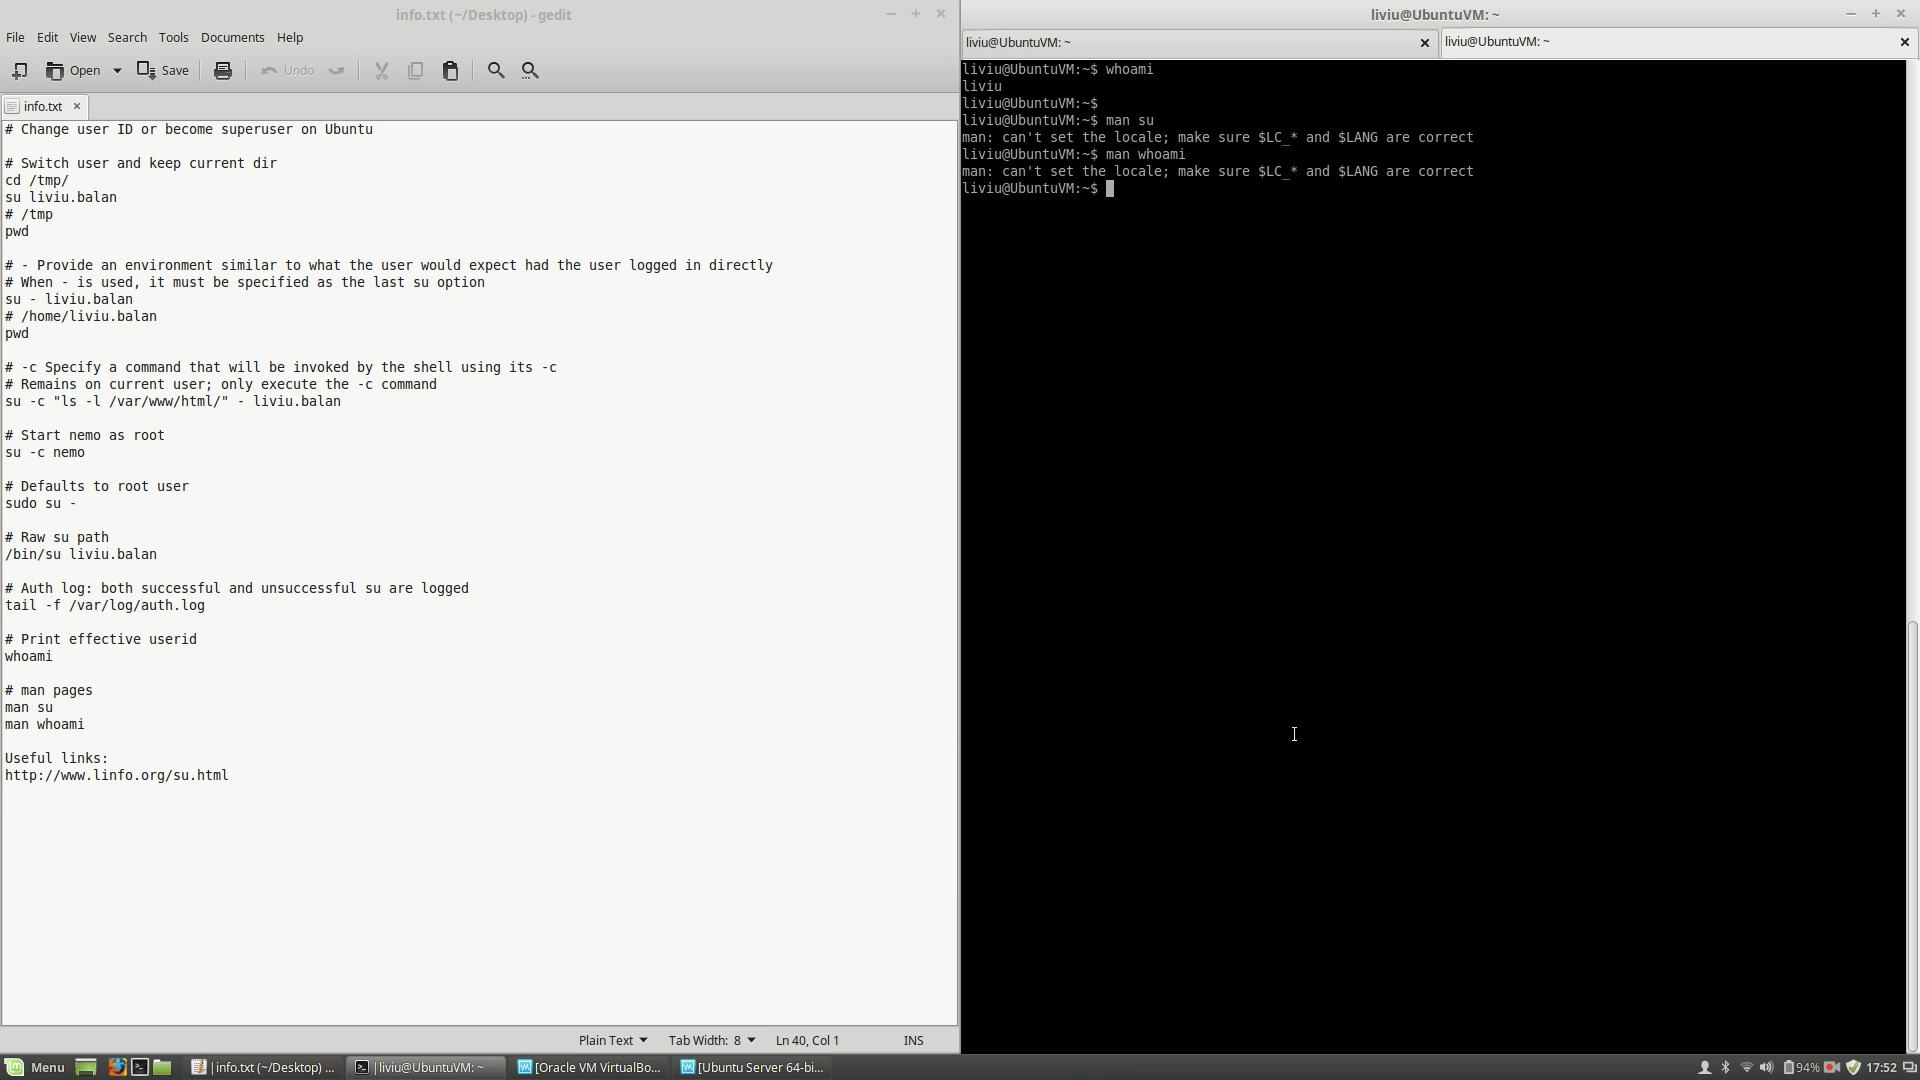 info.txt (~/Desktop) - gedit
File Edit View Search Tools Documents Help
Open Save Undo
info.txt
# Change user ID or become superuser on Ubuntu
# Switch user and keep current dir
cd /tmp/
su liviu.balan
# /tmp
pwd
# - Provide an environment similar to what the user would expect had the user logged in directly
# When - is used, it must be specified as the last su option
su - liviu.balan
# /home/liviu.balan
pwd
# -c Specify a command that will be invoked by the shell using its -c
# Remains on current user; only execute the -c command
su -c "ls -l /var/www/html/" - liviu.balan
# Start nemo as root
su -c nemo
# Defaults to root user
sudo su -
# Raw su path
/bin/su liviu.balan
# Auth log: both successful and unsuccessful su are logged
tail -f /var/log/auth.log
# Print effective userid
whoami
# man pages
man su
man whoami
Useful links:
http://www.linfo.org/su.html
Plain Text Tab Width: 8 Ln 40, Col 1 INS
liviu@UbuntuVM: ~
liviu@UbuntuVM: ~ liviu@UbuntuVM: ~
liviu@UbuntuVM:~$ whoami
liviu
liviu@UbuntuVM:~$
liviu@UbuntuVM:~$ man su
man: can't set the locale; make sure $LC_* and $LANG are correct
liviu@UbuntuVM:~$ man whoami
man: can't set the locale; make sure $LC_* and $LANG are correct
liviu@UbuntuVM:~$
Menu info.txt (~/Desktop) ... liviu@UbuntuVM: ~ [Oracle VM VirtualBo... [Ubuntu Server 64-bi... 94% 17:52